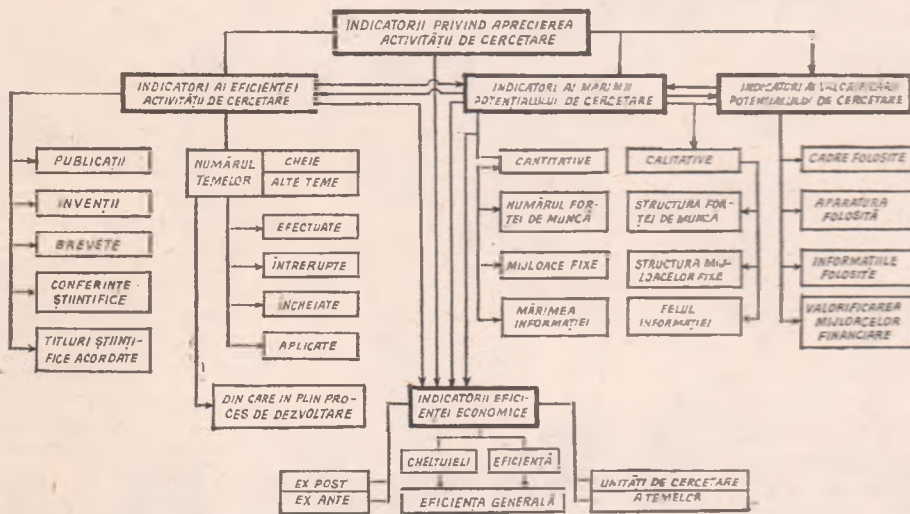 INDICATORII PRIVIND APRECIEREA
ACTIVITĂȚII DE CERCETARE
INDICATORI AI EFICIENȚEI
ACTIVITĂȚII DE CERCETARE
INDICATORI AI MĂRIMII
POTENȚIALULUI DE CERCETARE
INDICATORI AI VALORIFICĂRII
POTENȚIALULUI DE CERCETARE
PUBLICAȚII
INVENȚII
BREVETE
CONFERINȚE
ȘTIINȚIFICE
TITLURI ȘTIINȚI-
FICE ACORDATE
NUMĂRUL
TEMELOR
CHEIE
ALTE TEME
EFECTUATE
ÎNTRERUPTE
ÎNCHEIATE
APLICATE
DIN CARE IN PLIN PRO-
CES DE DEZVOLTARE
CANTITATIVE
NUMĂRUL FOR-
ȚEI DE MUNCĂ
MIJLOACE FIXE
MĂRIMEA
INFORMAȚIEI
CALITATIVE
STRUCTURA FOR-
ȚEI DE MUNCĂ
STRUCTURA MIJ-
LOACELOR FIXE
FELUL
INFORMAȚIEI
CADRE FOLOSITE
APARATURA
FOLOSITĂ
INFORMAȚIILE
FOLOSITE
VALORIFICAREA
MIJLOACELOR
FINANCIARE
INDICATORII EFICI-
ENȚEI ECONOMICE
CHELTUIELI
EFICIENȚĂ
EX POST
EX ANTE
EFICIENȚA GENERALĂ
UNITĂȚI DE CERCETARE
A TEMELOR